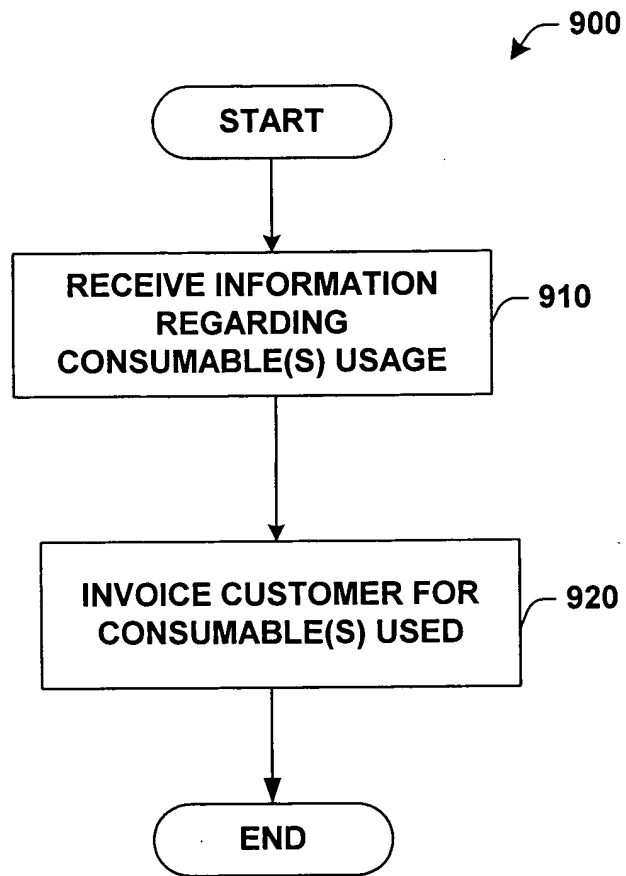 900
START
RECEIVE INFORMATION
REGARDING
CONSUMABLE(S) USAGE
910
INVOICE CUSTOMER FOR
CONSUMABLE(S) USED
920
END